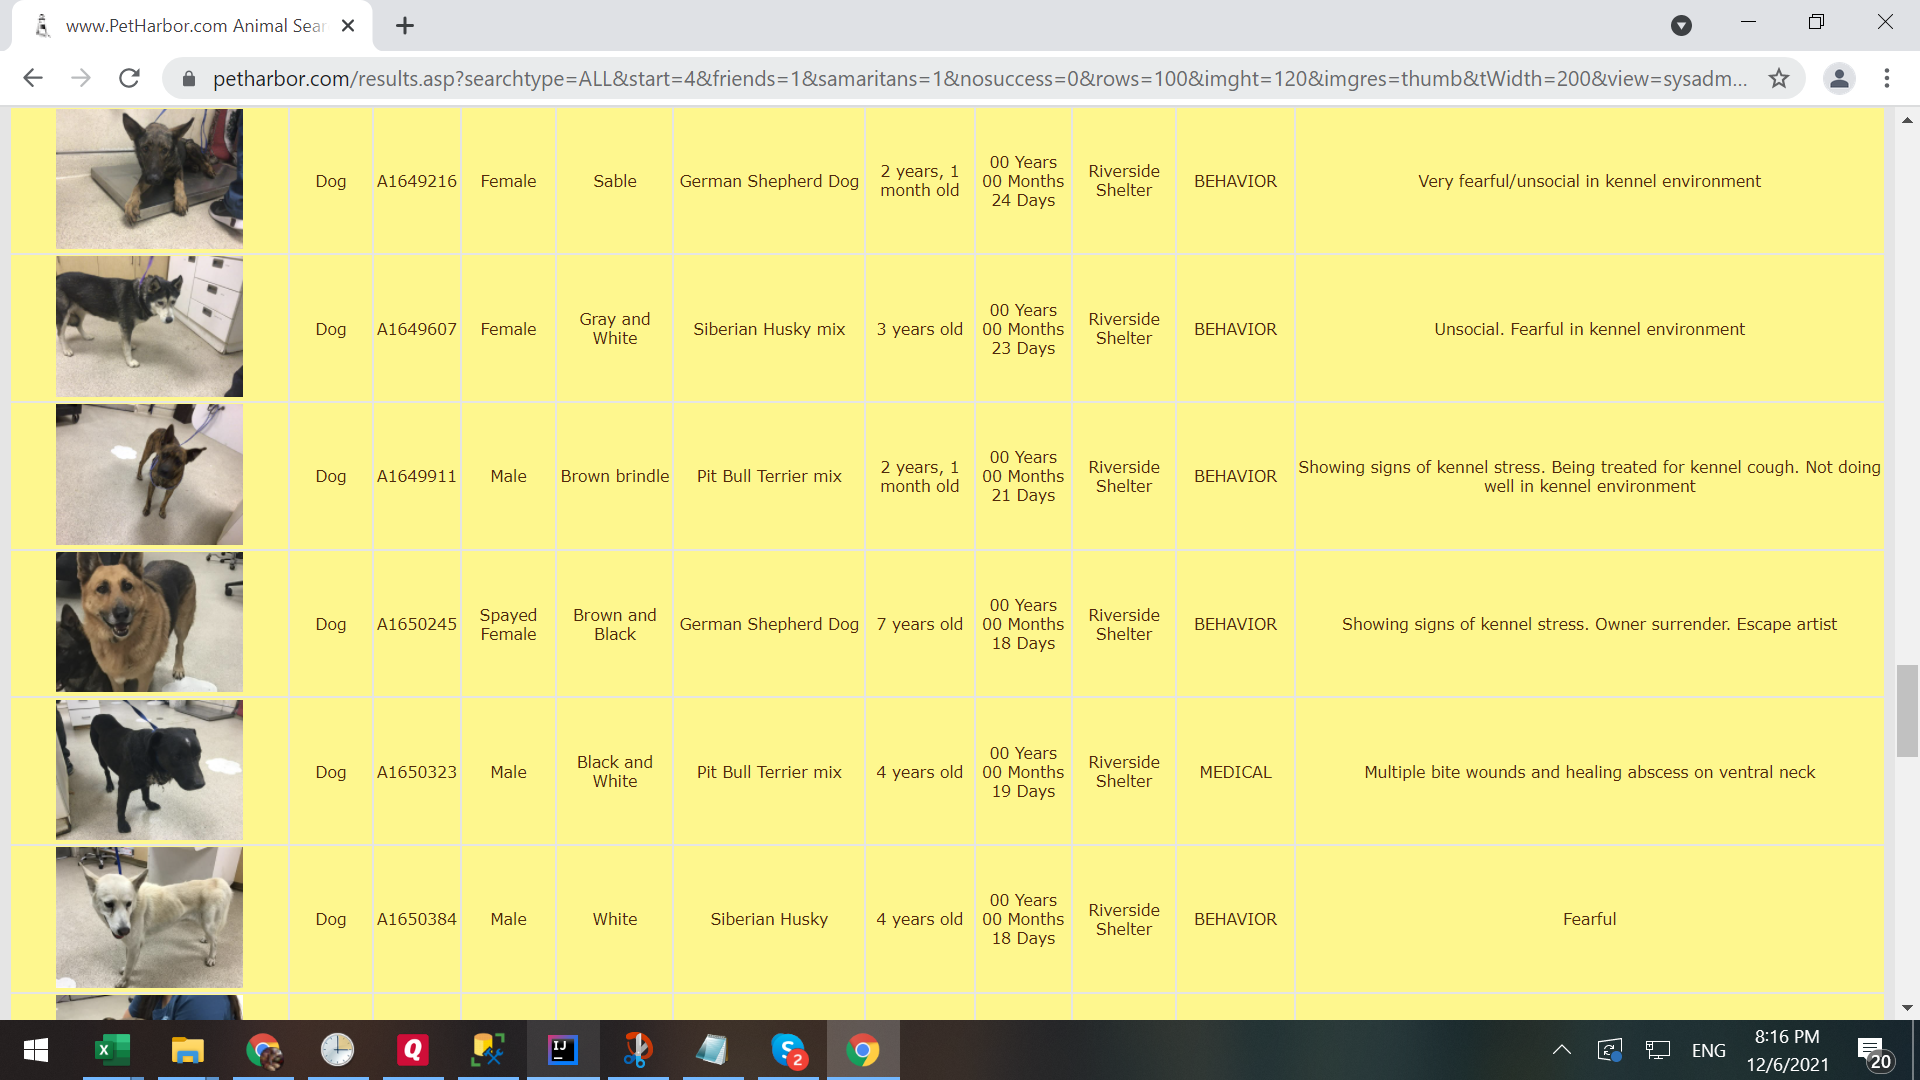 www.PetHarbor.com Animal Sear
petharbor.com/results.asp?searchtype=ALL&start=4&friends=1&samaritans=1&nosuccess=0&rows=100&imght=120&imgres=thumb&tWidth=200&view=sysadm...
Dog A1649216 Female Sable German Shepherd Dog 2 years, 1 month old 00 Years 00 Months 24 Days Riverside Shelter BEHAVIOR Very fearful/unsocial in kennel environment
Dog A1649607 Female Gray and White Siberian Husky mix 3 years old 00 Years 00 Months 23 Days Riverside Shelter BEHAVIOR Unsocial. Fearful in kennel environment
Dog A1649911 Male Brown brindle Pit Bull Terrier mix 2 years, 1 month old 00 Years 00 Months 21 Days Riverside Shelter BEHAVIOR Showing signs of kennel stress. Being treated for kennel cough. Not doing well in kennel environment
Dog A1650245 Spayed Female Brown and Black German Shepherd Dog 7 years old 00 Years 00 Months 18 Days Riverside Shelter BEHAVIOR Showing signs of kennel stress. Owner surrender. Escape artist
Dog A1650323 Male Black and White Pit Bull Terrier mix 4 years old 00 Years 00 Months 19 Days Riverside Shelter MEDICAL Multiple bite wounds and healing abscess on ventral neck
Dog A1650384 Male White Siberian Husky 4 years old 00 Years 00 Months 18 Days Riverside Shelter BEHAVIOR Fearful
X
Q
IJ
S
2
ENG
8:16 PM
12/6/2021
20